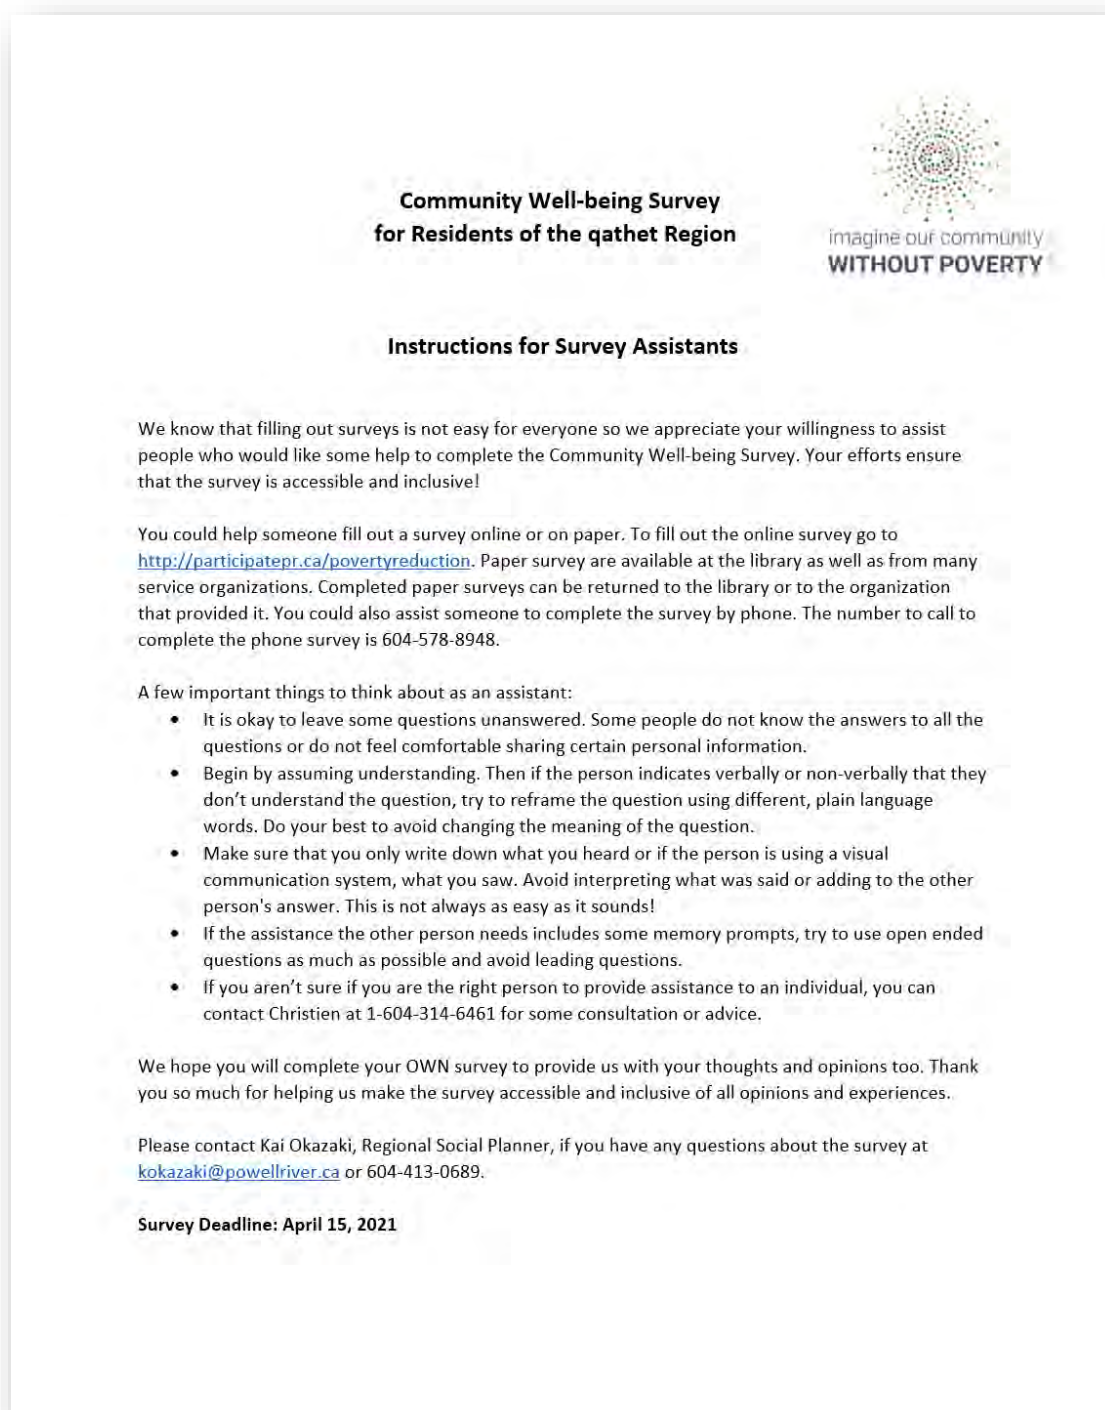 Community Well-being Survey
for Residents of the qathet Region
imagine our community
WITHOUT POVERTY
Instructions for Survey Assistants
We know that filling out surveys is not easy for everyone so we appreciate your willingness to assist
people who would like some help to complete the Community Well-being Survey. Your efforts ensure
that the survey is accessible and inclusive!
You could help someone fill out a survey online or on paper. To fill out the online survey go to
http://participatepr.ca/povertyreduction. Paper survey are available at the library as well as from many
service organizations. Completed paper surveys can be returned to the library or to the organization
that provided it. You could also assist someone to complete the survey by phone. The number to call to
complete the phone survey is 604-578-8948.
A few important things to think about as an assistant:
• It is okay to leave some questions unanswered. Some people do not know the answers to all the
questions or do not feel comfortable sharing certain personal information.
• Begin by assuming understanding. Then if the person indicates verbally or non-verbally that they
don't understand the question, try to reframe the question using different, plain language
words. Do your best to avoid changing the meaning of the question.
• Make sure that you only write down what you heard or if the person is using a visual
communication system, what you saw. Avoid interpreting what was said or adding to the other
person's answer. This is not always as easy as it sounds!
• If the assistance the other person needs includes some memory prompts, try to use open ended
questions as much as possible and avoid leading questions.
• If you aren't sure if you are the right person to provide assistance to an individual, you can
contact Christien at 1-604-314-6461 for some consultation or advice.
We hope you will complete your OWN survey to provide us with your thoughts and opinions too. Thank
you so much for helping us make the survey accessible and inclusive of all opinions and experiences.
Please contact Kai Okazaki, Regional Social Planner, if you have any questions about the survey at
kokazaki@powellriver.ca or 604-413-0689.
Survey Deadline: April 15, 2021